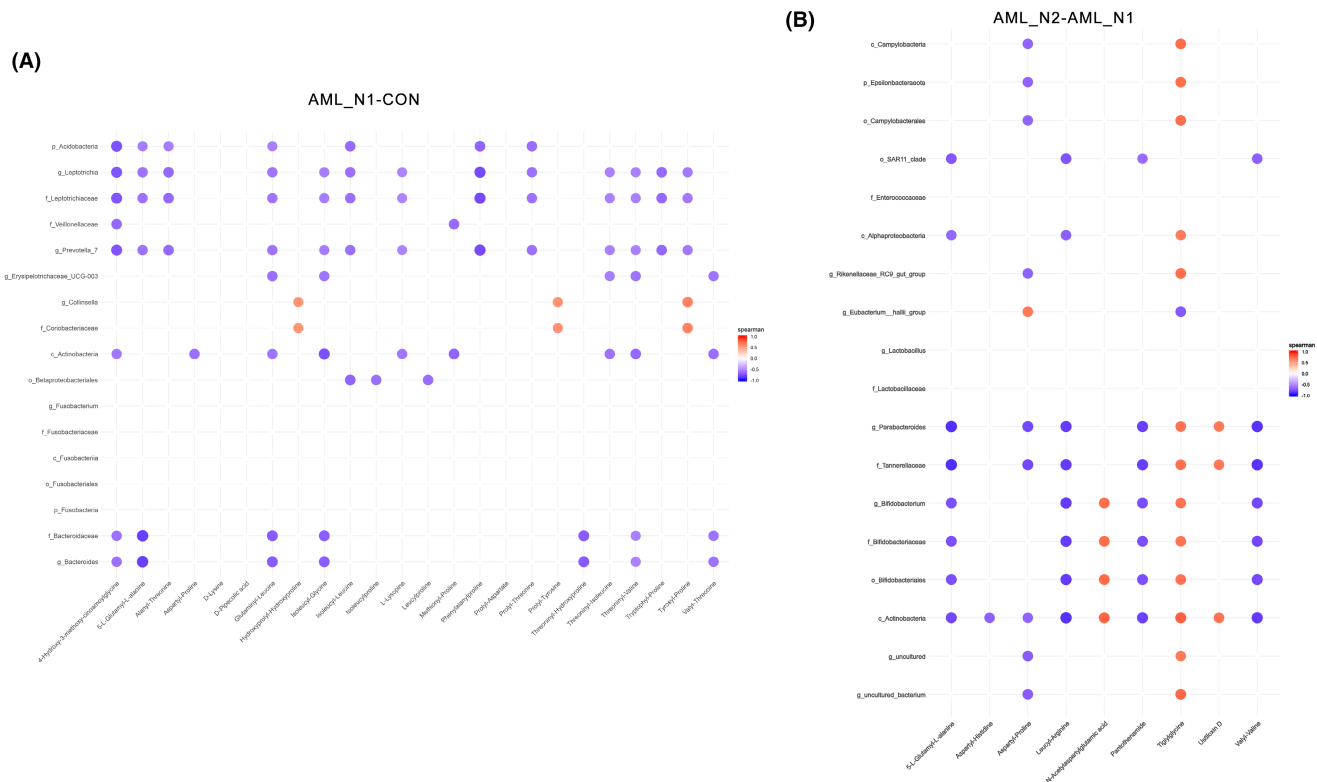 (A)
AML_N1-CON
p_Acidobacteria
g_Leptotrichia
f_Leptotrichiaceae
f_Veillonellaceae
g_Prevotella_7
g_Erysipelotrichaceae_UCG-003
g_Collinsella
f_Coriobacteriaceae
c_Actinobacteria
o_Betaproteobacteriales
g_Fusobacterium
f_Fusobacteriaceae
c_Fusobacteriia
o_Fusobacteriales
p_Fusobacteria
f_Bacteroidaceae
g_Bacteroides
4-Hydroxy-3-methoxy-cinnamoylglycine
5-L-Glutamyl-L-alanine
Alanyl-Threonine
Aspartyl-Proline
D-Lysine
D-Pipecolic acid
Glutaminyl-Leucine
Hydroxyprolyl-Hydroxyproline
Isoleucyl-Glycine
Isoleucyl-Leucine
Isoleucylproline
L-Lysopine
Leucylproline
Methionyl-Proline
Phenylalanylproline
Prolyl-Aspartate
Prolyl-Threonine
Prolyl-Tyrosine
Threoninyl-Hydroxyproline
Threoninyl-Isoleucine
Threoninyl-Valine
Tryptophyl-Proline
Tyrosyl-Proline
Valyl-Threonine
spearman
1.0
0.5
0.0
-0.5
-1.0
(B)
AML_N2-AML_N1
c_Campylobacteria
p_Epsilonbacteraeota
o_Campylobacterales
o_SAR11_clade
f_Enterococcaceae
c_Alphaproteobacteria
g_Rikenellaceae_RC9_gut_group
g_Eubacterium__hallii_group
g_Lactobacillus
f_Lactobacillaceae
g_Parabacteroides
f_Tannerellaceae
g_Bifidobacterium
f_Bifidobacteriaceae
o_Bifidobacteriales
c_Actinobacteria
g_uncultured
g_uncultured_bacterium
5-L-Glutamyl-L-alanine
Aspartyl-Histidine
Aspartyl-Proline
Leucyl-Arginine
N-Acetylaspartylglutamic acid
Pantothenamide
Tiglylglycine
Ustiloxin D
Valyl-Valine
spearman
1.0
0.5
0.0
-0.5
-1.0